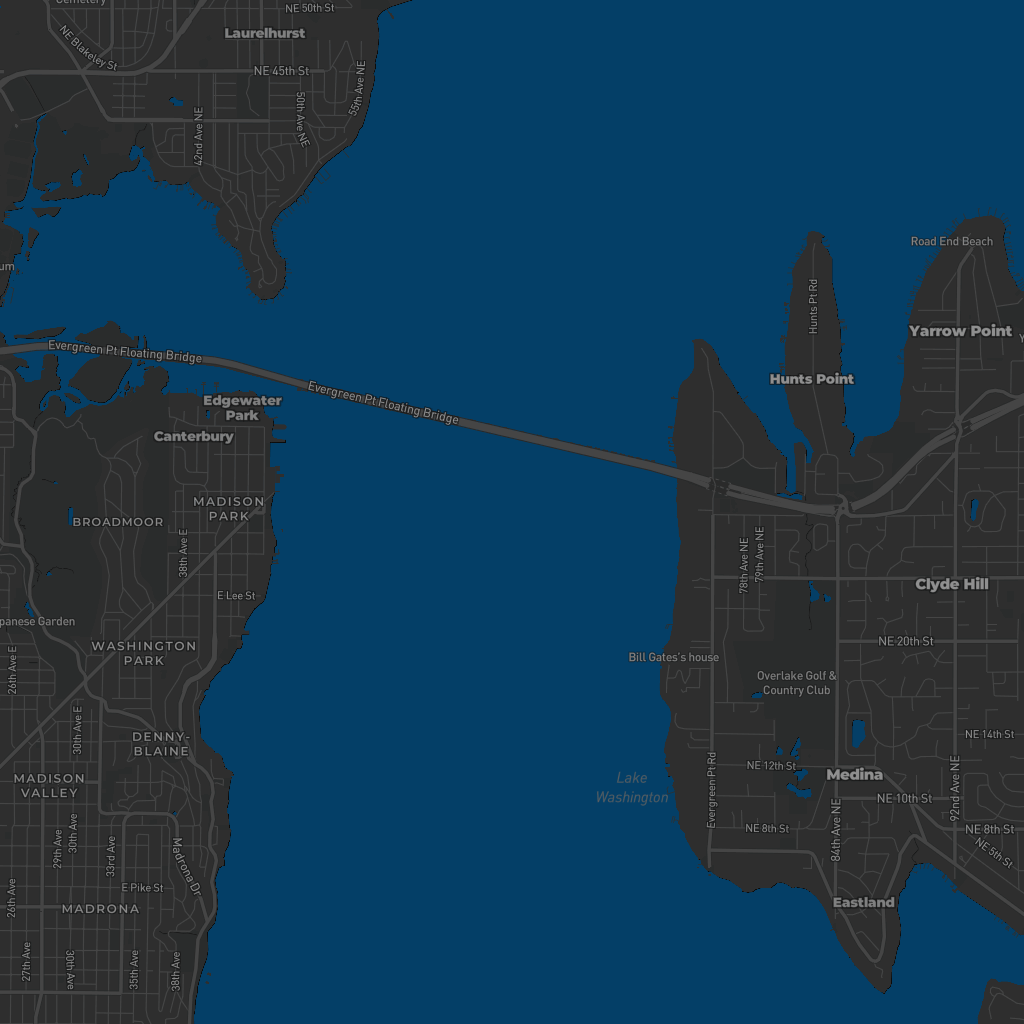 Cemetery
NE 50th St
Laurelhurst
NE Blakeley St
NE 45th St
55th Ave NE
50th Ave NE
42nd Ave NE
Road End Beach
um
Hunts Pt Rd
Yarrow Point
Y
Evergreen Pt Floating Bridge
Hunts Point
Evergreen Pt Floating Bridge
Edgewater
Park
Canterbury
MADISON
PARK
BROADMOOR
38th Ave E
78th Ave NE
79th Ave NE
Clyde Hill
E Lee St
panese Garden
NE 20th St
WASHINGTON
PARK
26th Ave E
Bill Gates's house
Overlake Golf &
Country Club
30th Ave E
DENNY-
BLAINE
NE 14th St
NE 12th St
Medina
MADISON
VALLEY
Lake
Washington
Evergreen Pt Rd
92nd Ave NE
NE 10th St
NE 8th St
NE 8th St
84th Ave NE
NE 5th St
29th Ave
30th Ave
33rd Ave
Madrona Dr
E Pike St
26th Ave
MADRONA
Eastland
27th Ave
30th Ave
35th Ave
38th Ave